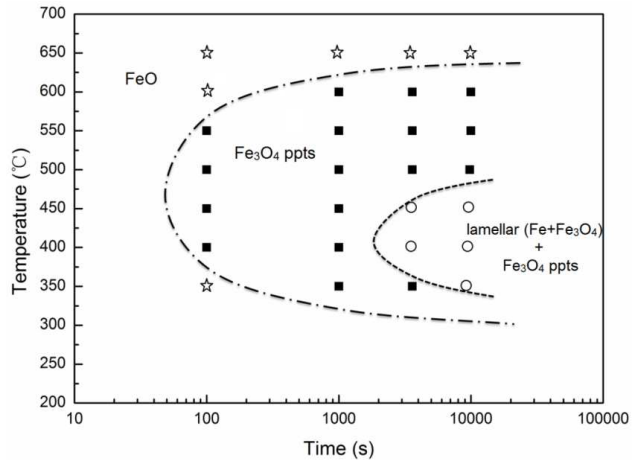 700
650
600
550
500
450
400
350
300
250
200
Temperature (℃)
FeO
Fe₃O₄ ppts
lamellar (Fe+Fe₃O₄)
+
Fe₃O₄ ppts
10
100
1000
10000
100000
Time (s)